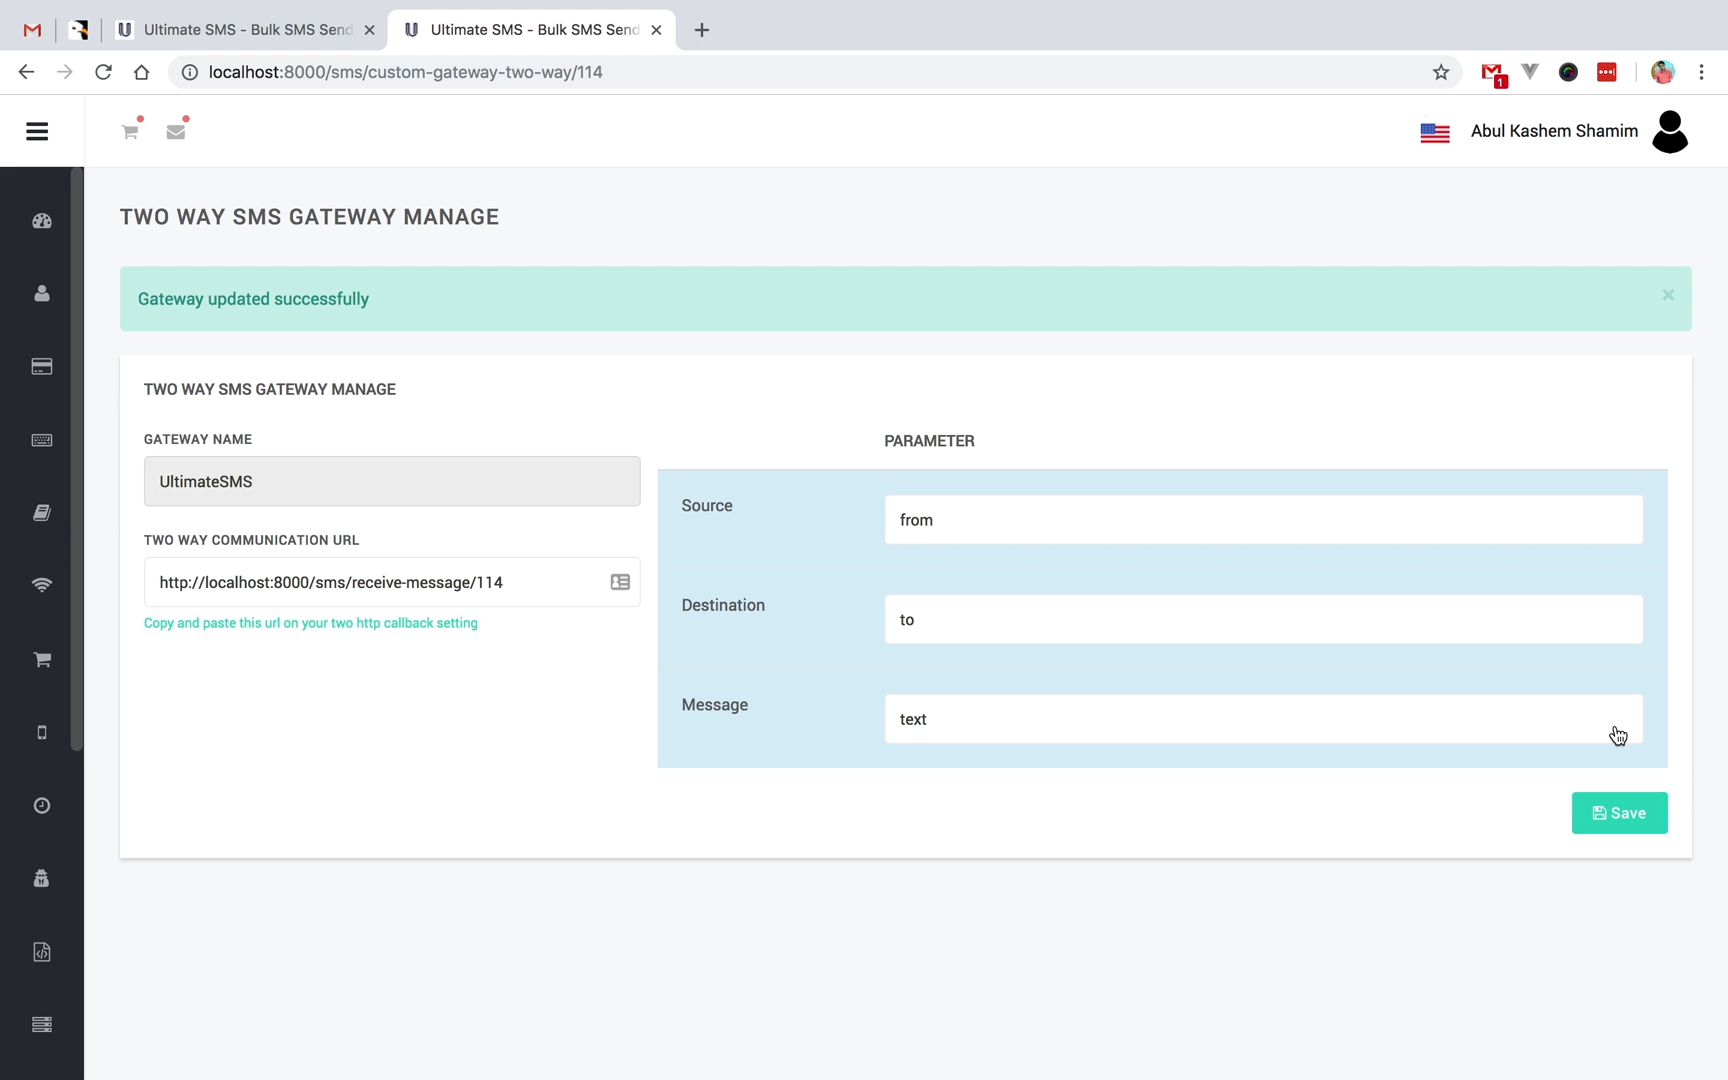 Ultimate SMS - Bulk SMS Send
Ultimate SMS - Bulk SMS Send
localhost:8000/sms/custom-gateway-two-way/114
1
Abul Kashem Shamim
TWO WAY SMS GATEWAY MANAGE
Gateway updated successfully
TWO WAY SMS GATEWAY MANAGE
GATEWAY NAME
UltimateSMS
TWO WAY COMMUNICATION URL
http://localhost:8000/sms/receive-message/114
Copy and paste this url on your two http callback setting
PARAMETER
Source
from
Destination
to
Message
text
Save